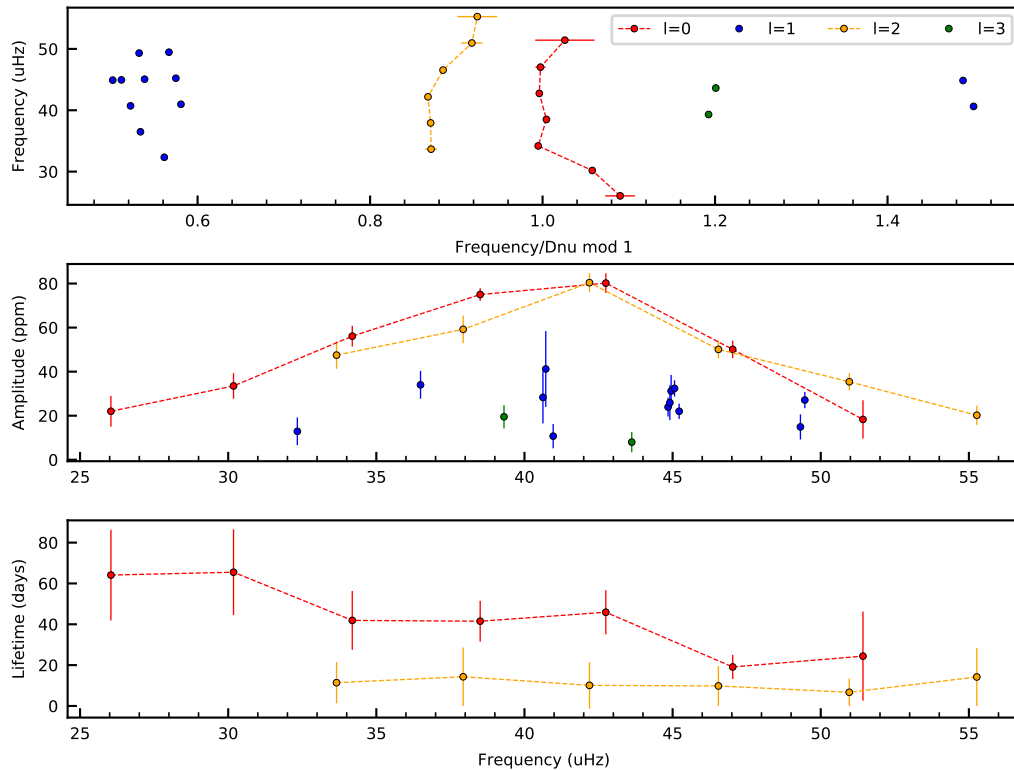 l=0 l=1 l=2 l=3
Frequency (uHz)
50
40
30
0.6 0.8 1.0 1.2 1.4
Frequency/Dnu mod 1
Amplitude (ppm)
80
60
40
20
0
25 30 35 40 45 50 55
Lifetime (days)
80
60
40
20
0
25 30 35 40 45 50 55
Frequency (uHz)